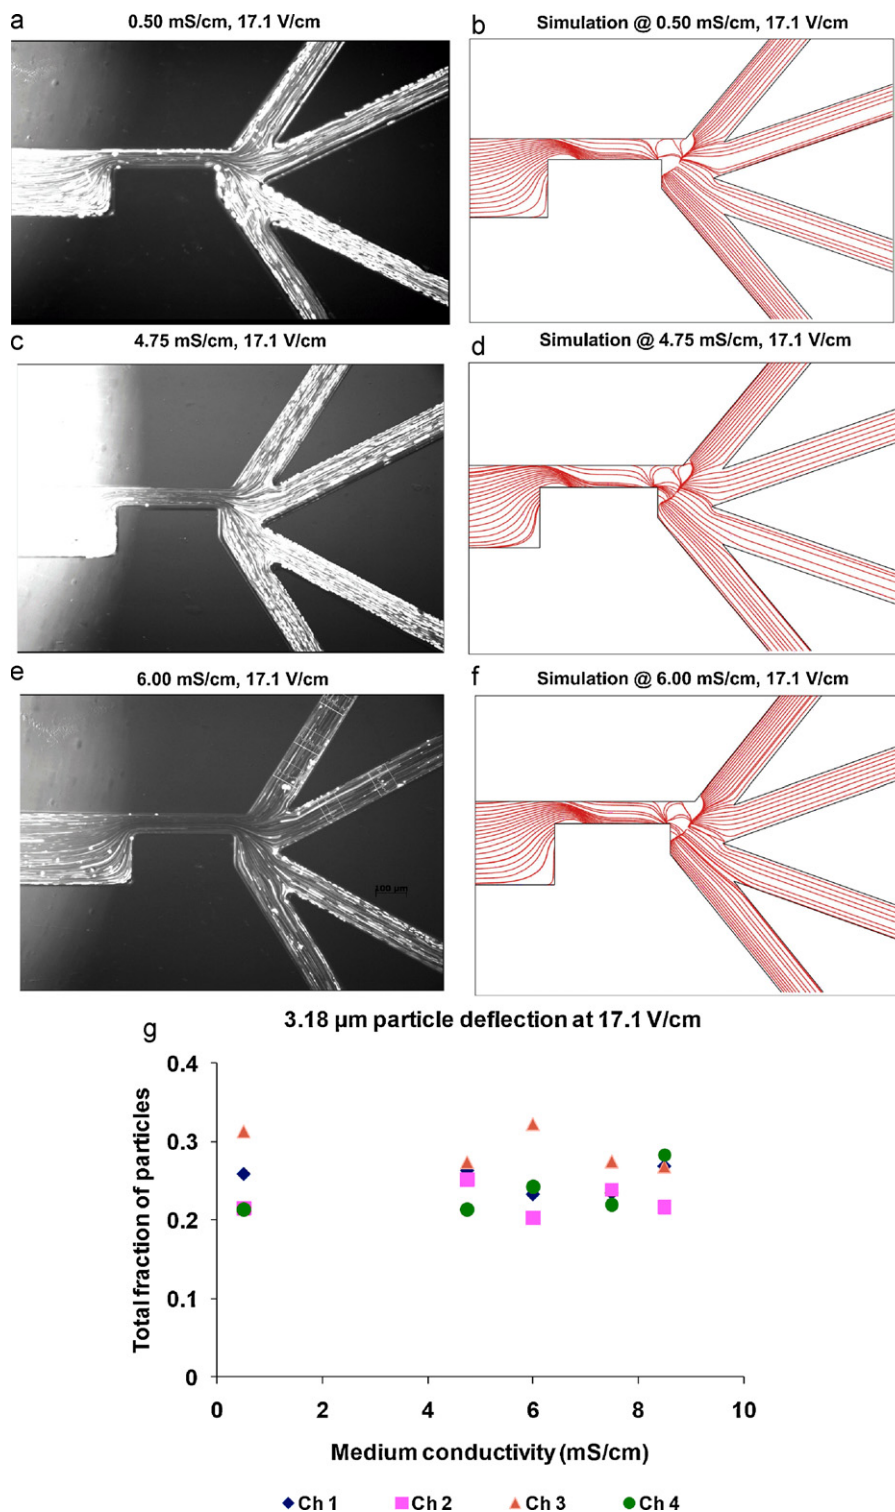 a
0.50 mS/cm, 17.1 V/cm
b
Simulation @ 0.50 mS/cm, 17.1 V/cm
c
4.75 mS/cm, 17.1 V/cm
d
Simulation @ 4.75 mS/cm, 17.1 V/cm
e
6.00 mS/cm, 17.1 V/cm
100 µm
f
Simulation @ 6.00 mS/cm, 17.1 V/cm
g
3.18 µm particle deflection at 17.1 V/cm
Total fraction of particles
0.4
0.3
0.2
0.1
0
0 2 4 6 8 10
Medium conductivity (mS/cm)
Ch 1 Ch 2 Ch 3 Ch 4